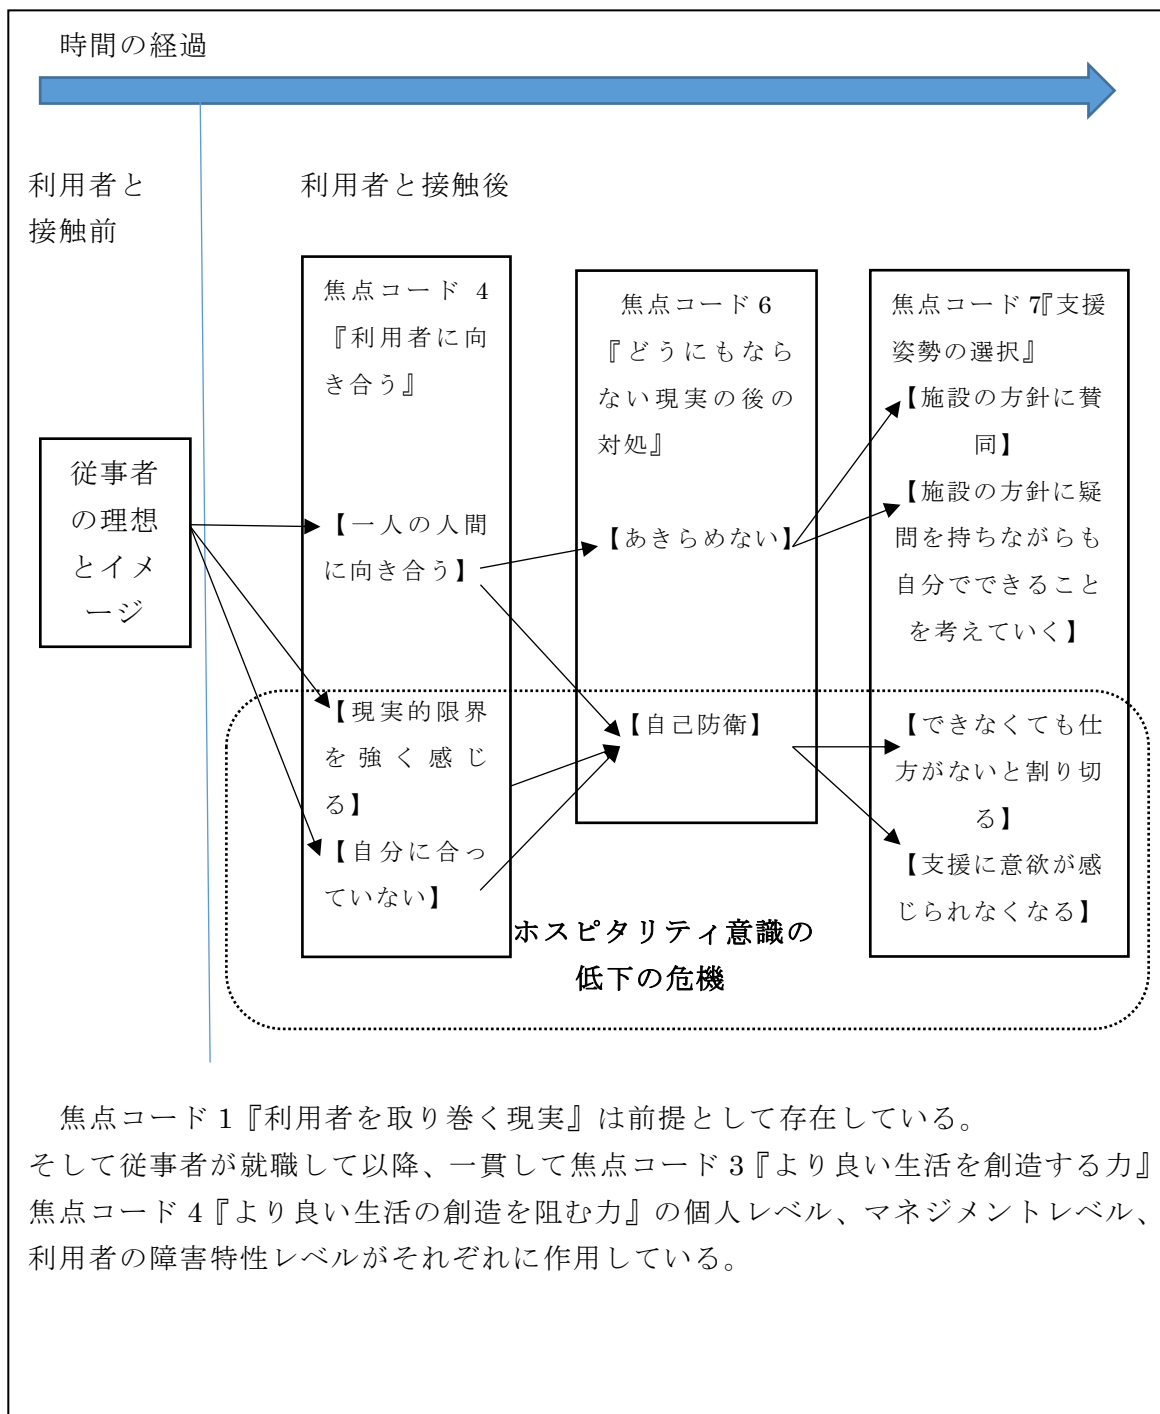 時間の経過
利用者と
接触前
利用者と接触後
従事者
の理想
とイメ
ージ
焦点コード 4
『利用者に向
き合う』
【一人の人間
に向き合う】
【現実的限界
を強く感じ
る】
【自分に合っ
ていない】
焦点コード 6
『どうにもなら
ない現実の後の
対処』
【あきらめない】
【自己防衛】
焦点コード 7『支援
姿勢の選択』
【施設の方針に賛
同】
【施設の方針に疑
問を持ちながらも
自分でできること
を考えていく】
【できなくても仕
方がないと割り切
る】
【支援に意欲が感
じられなくなる】
ホスピタリティ意識の
低下の危機
焦点コード 1『利用者を取り巻く現実』は前提として存在している。
そして従事者が就職して以降、一貫して焦点コード 3『より良い生活を創造する力』
焦点コード 4『より良い生活の創造を阻む力』の個人レベル、マネジメントレベル、
利用者の障害特性レベルがそれぞれに作用している。